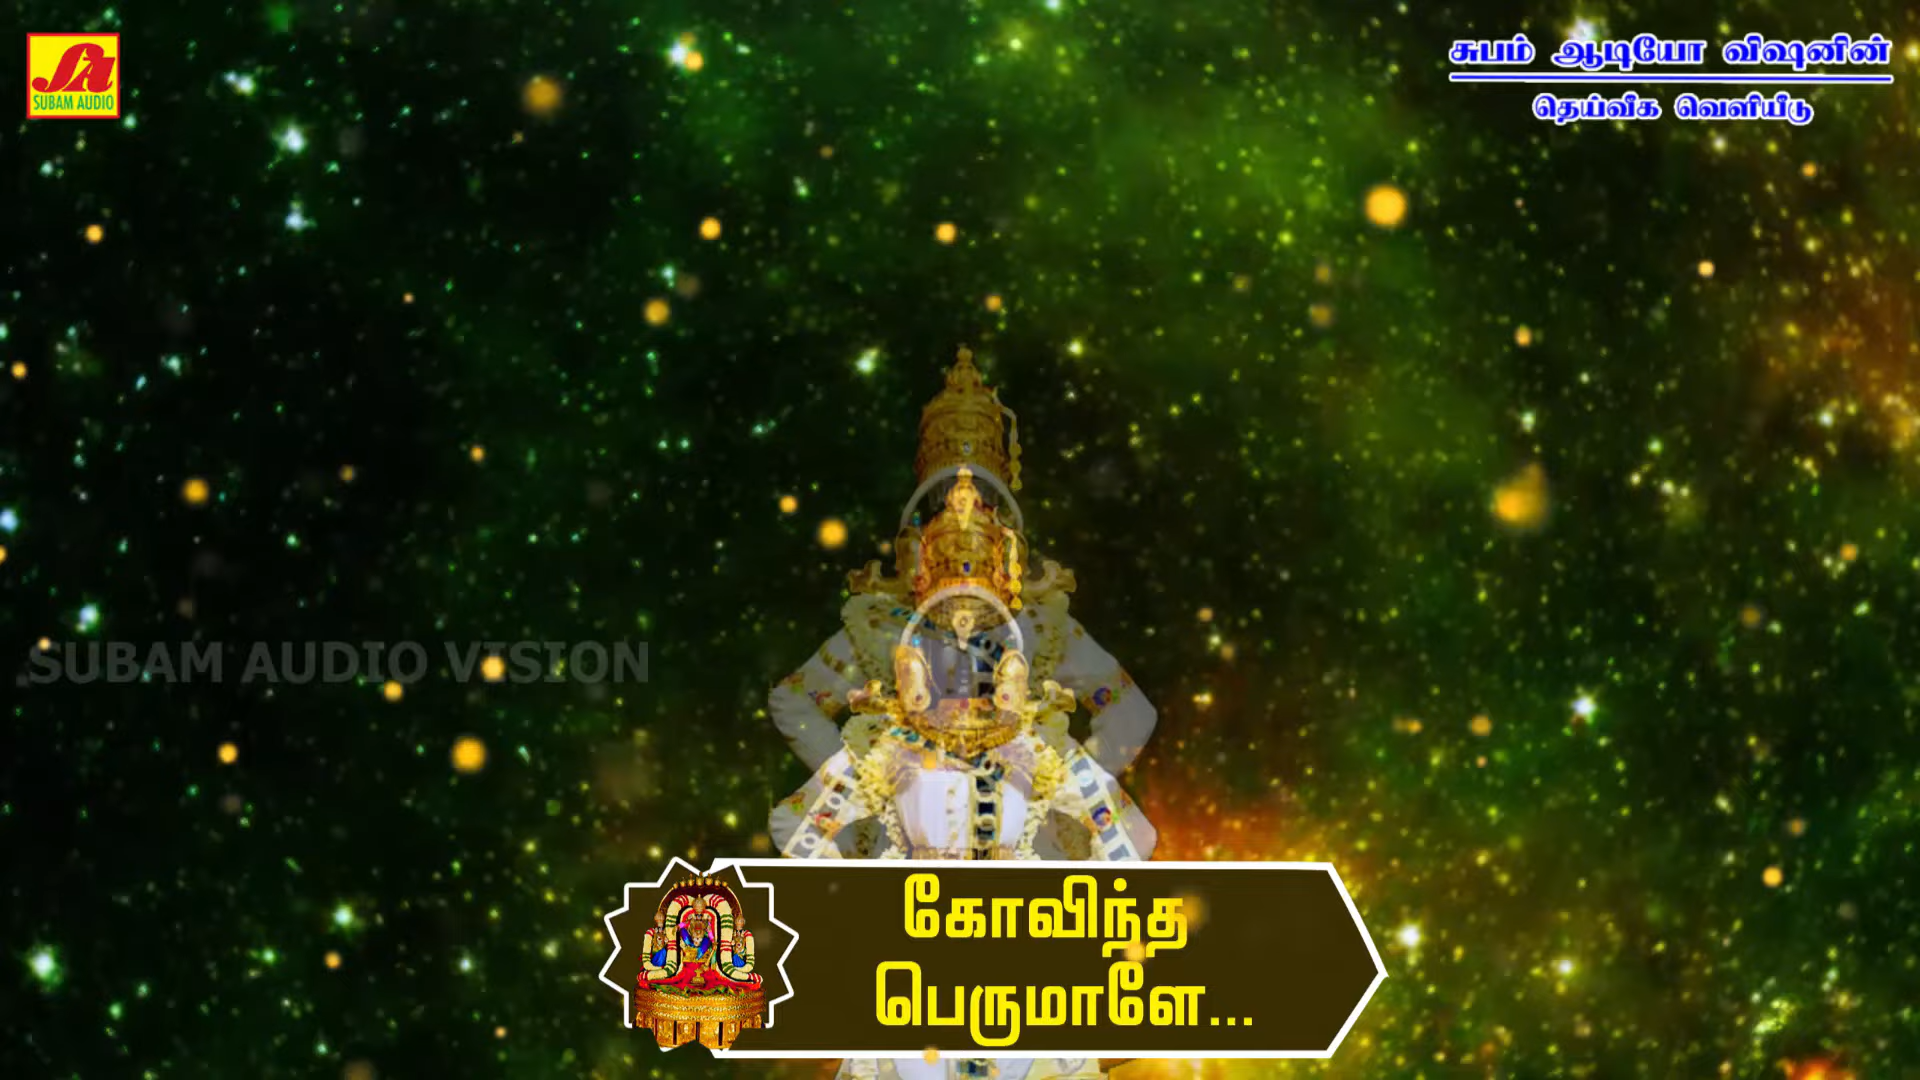 SUBAM AUDIO
சுபம் ஆடியோ விஷனின்
தெய்வீக வெளியீடு
SUBAM AUDIO VISION
கோவிந்த
பெருமாளே...